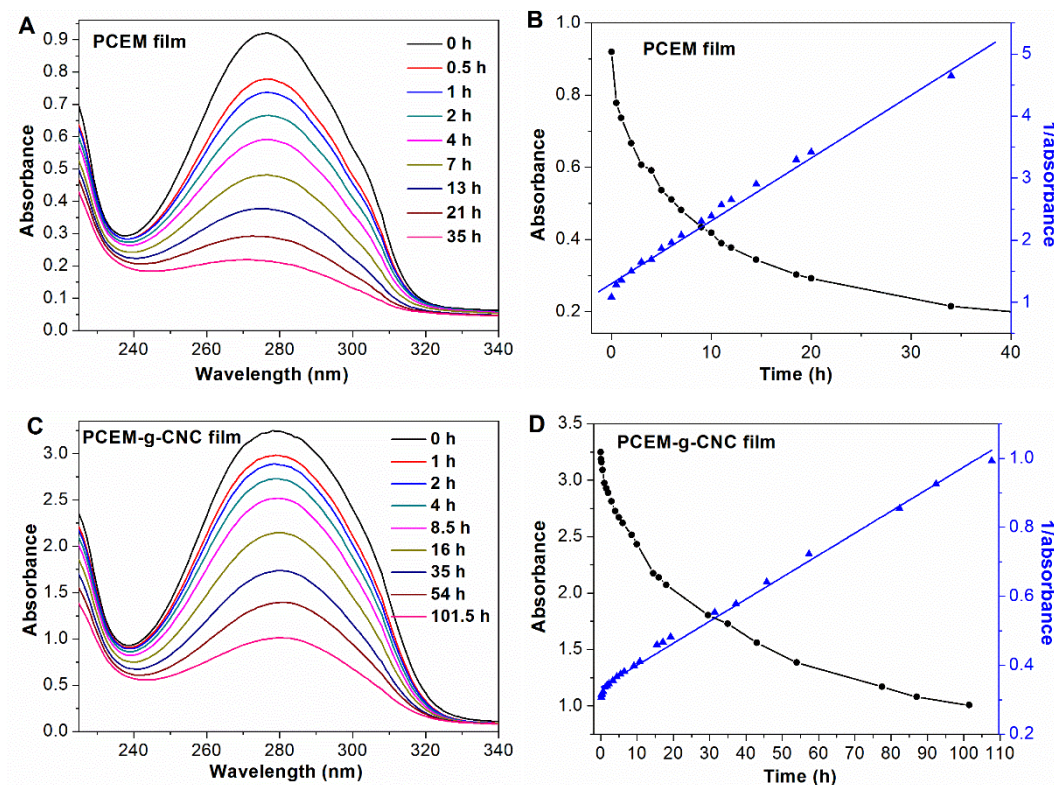 A
PCEM film
0 h
0.5 h
1 h
2 h
4 h
7 h
13 h
21 h
35 h
Absorbance
0.9
0.8
0.7
0.6
0.5
0.4
0.3
0.2
0.1
0.0
240 260 280 300 320 340
Wavelength (nm)
B
PCEM film
Absorbance
1.0
0.8
0.6
0.4
0.2
0 10 20 30 40
Time (h)
5
4
3
2
1
1/absorbance
C
PCEM-g-CNC film
0 h
1 h
2 h
4 h
8.5 h
16 h
35 h
54 h
101.5 h
Absorbance
3.0
2.5
2.0
1.5
1.0
0.5
0.0
240 260 280 300 320 340
Wavelength (nm)
D
PCEM-g-CNC film
Absorbance
3.5
3.0
2.5
2.0
1.5
1.0
0 10 20 30 40 50 60 70 80 90 100 110
Time (h)
1.0
0.8
0.6
0.4
0.2
1/absorbance